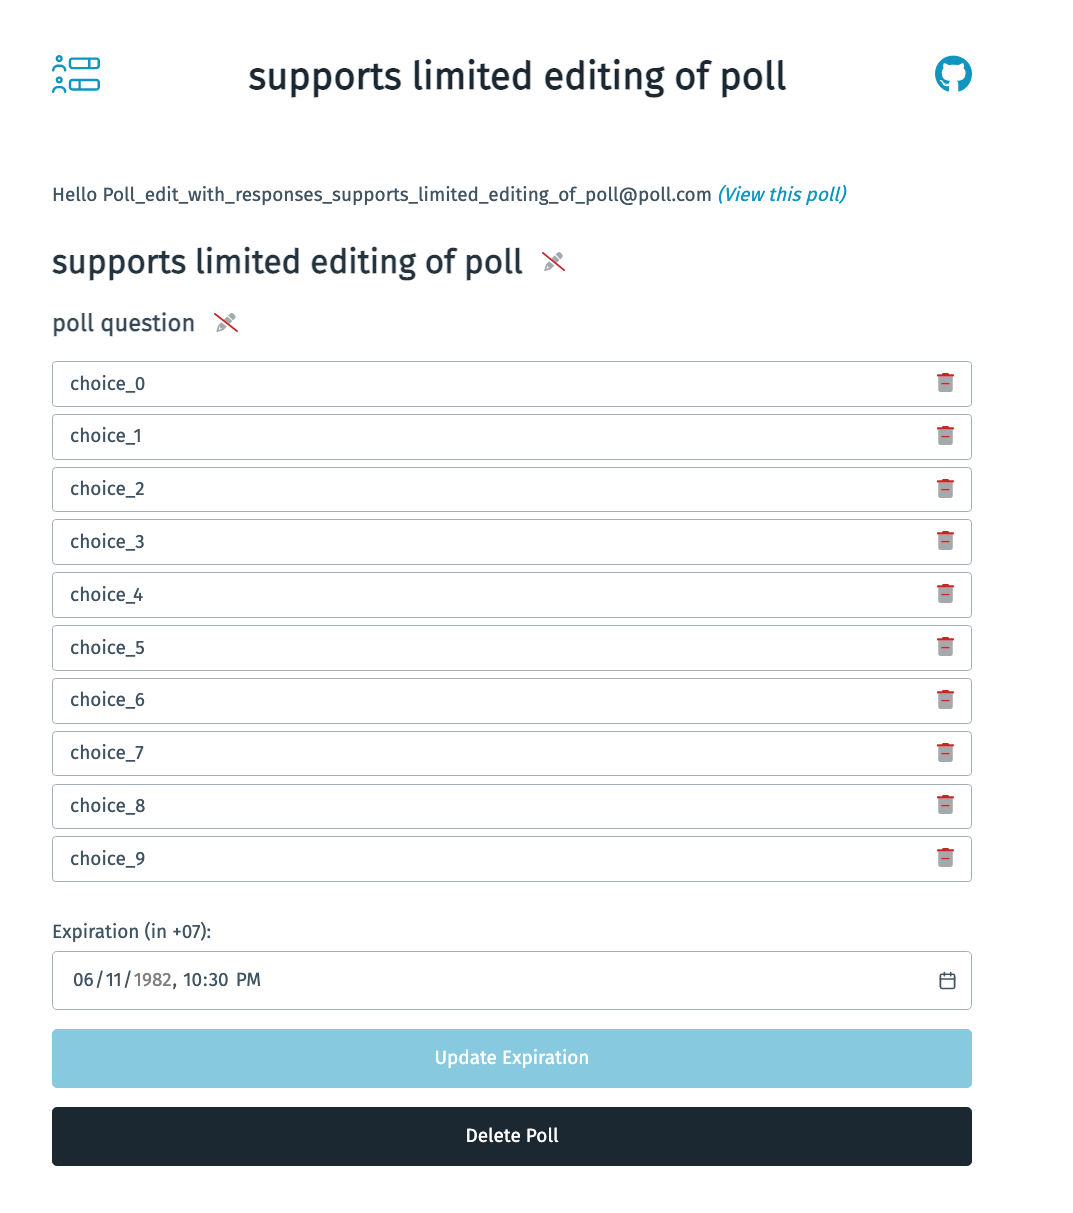 supports limited editing of poll
Hello Poll_edit_with_responses_supports_limited_editing_of_poll@poll.com (View this poll)
supports limited editing of poll
poll question
choice_0
choice_1
choice_2
choice_3
choice_4
choice_5
choice_6
choice_7
choice_8
choice_9
Expiration (in +07):
06/11/1982, 10:30 PM
Update Expiration
Delete Poll